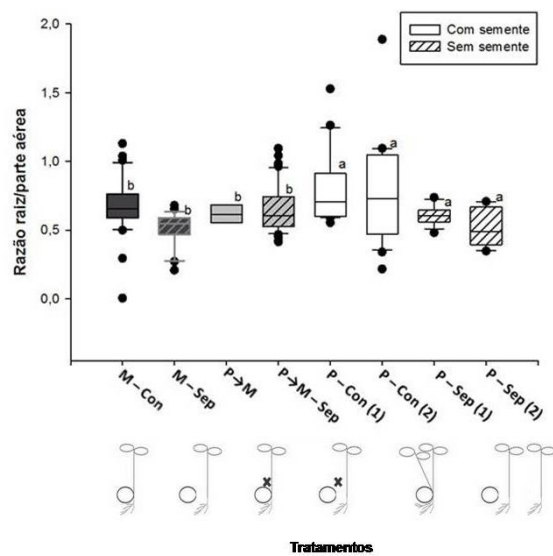 2,0
Com semente
Sem semente
1,5
1,0
0,5
0,0
Razão raiz/parte aérea
b
b
b
b
a
a
a
a
M – Con
M – Sep
P→M
P→M – Sep
P – Con (1)
P – Con (2)
P – Sep (1)
P – Sep (2)
x
x
Tratamentos